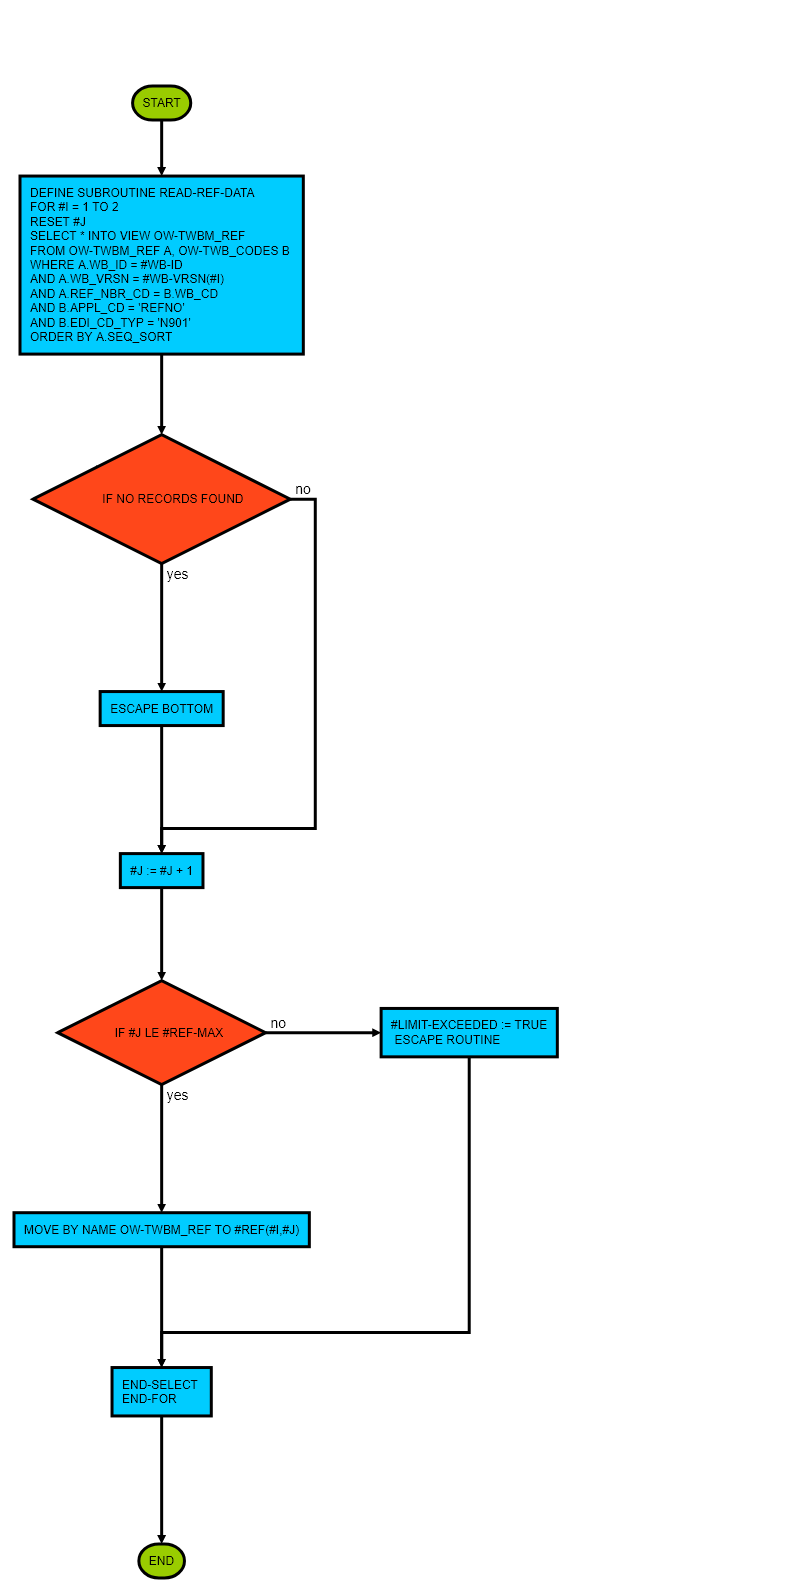 START
DEFINE SUBROUTINE READ-REF-DATA
FOR #I = 1 TO 2
RESET #J
SELECT * INTO VIEW OW-TWBM_REF
FROM OW-TWBM_REF A, OW-TWB_CODES B
WHERE A.WB_ID = #WB-ID
AND A.WB_VRSN = #WB-VRSN(#I)
AND A.REF_NBR_CD = B.WB_CD
AND B.APPL_CD = 'REFNO'
AND B.EDI_CD_TYP = 'N901'
ORDER BY A.SEQ_SORT
IF NO RECORDS FOUND
no
yes
ESCAPE BOTTOM
#J := #J + 1
IF #J LE #REF-MAX
no
#LIMIT-EXCEEDED := TRUE
ESCAPE ROUTINE
yes
MOVE BY NAME OW-TWBM_REF TO #REF(#I,#J)
END-SELECT
END-FOR
END